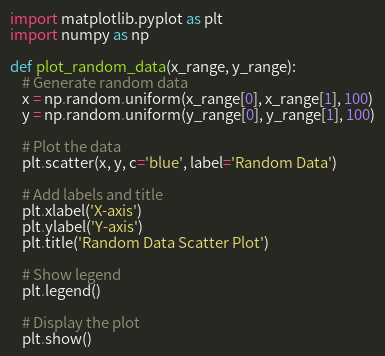 import matplotlib.pyplot as plt
import numpy as np

def plot_random_data(x_range, y_range):
    # Generate random data
    x = np.random.uniform(x_range[0], x_range[1], 100)
    y = np.random.uniform(y_range[0], y_range[1], 100)

    # Plot the data
    plt.scatter(x, y, c='blue', label='Random Data')

    # Add labels and title
    plt.xlabel('X-axis')
    plt.ylabel('Y-axis')
    plt.title('Random Data Scatter Plot')

    # Show legend
    plt.legend()

    # Display the plot
    plt.show()